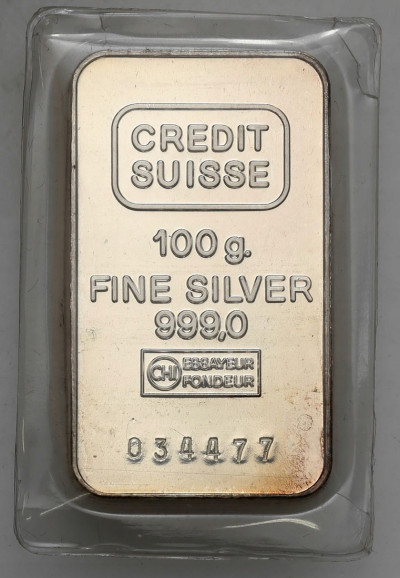 CREDIT
SUISSE
100 g.
FINE SILVER
999,0
CHI ESSAYEUR
FONDEUR
034477